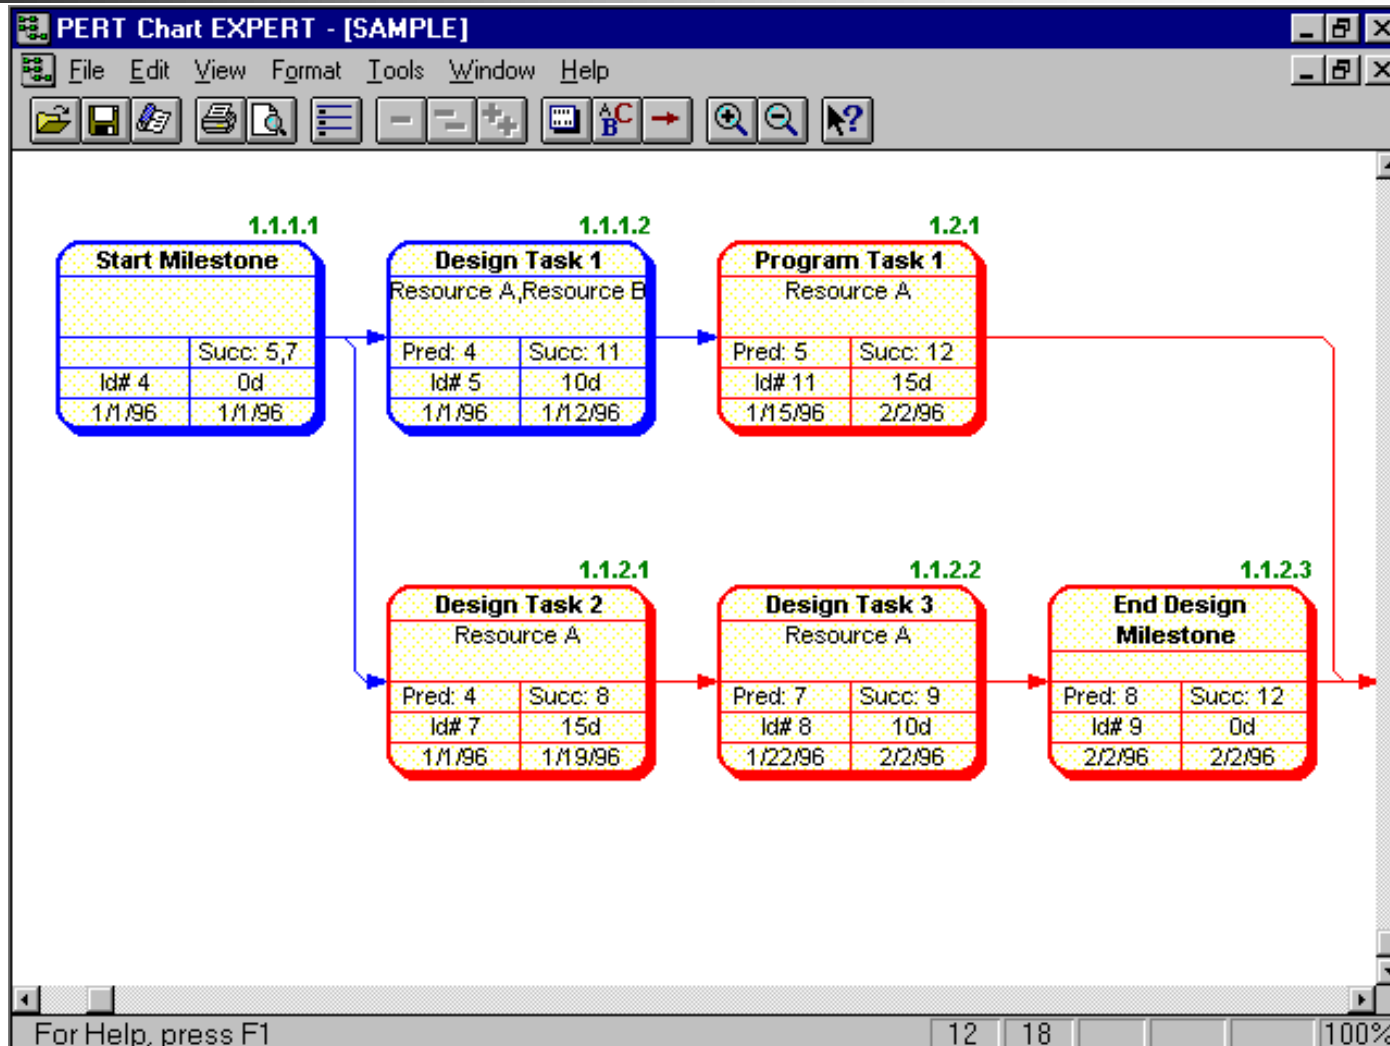 PERT Chart EXPERT - [SAMPLE]
File Edit View Format Tools Window Help
1.1.1.1
Start Milestone
Succ: 5,7
Id# 4 0d
1/1/96 1/1/96
1.1.1.2
Design Task 1
Resource A,Resource B
Pred: 4 Succ: 11
Id# 5 10d
1/1/96 1/12/96
1.2.1
Program Task 1
Resource A
Pred: 5 Succ: 12
Id# 11 15d
1/15/96 2/2/96
1.1.2.1
Design Task 2
Resource A
Pred: 4 Succ: 8
Id# 7 15d
1/1/96 1/19/96
1.1.2.2
Design Task 3
Resource A
Pred: 7 Succ: 9
Id# 8 10d
1/22/96 2/2/96
1.1.2.3
End Design
Milestone
Pred: 8 Succ: 12
Id# 9 0d
2/2/96 2/2/96
For Help, press F1 12 18 100%